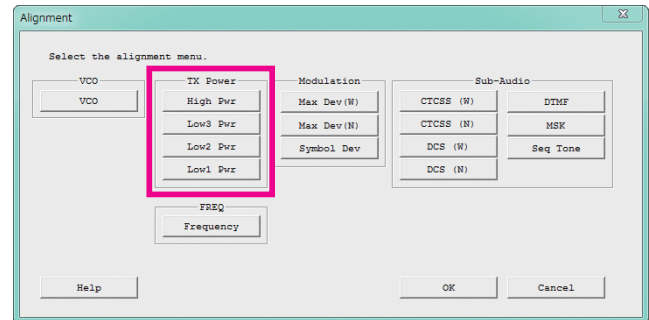 Alignment
Select the alignment menu.
VCO
VCO
TX Power
High Pwr
Low3 Pwr
Low2 Pwr
Low1 Pwr
Modulation
Max Dev(W)
Max Dev(N)
Symbol Dev
Sub-Audio
CTCSS (W)
DTMF
CTCSS (N)
MSK
DCS (W)
Seq Tone
DCS (N)
FREQ
Frequency
Help
OK
Cancel